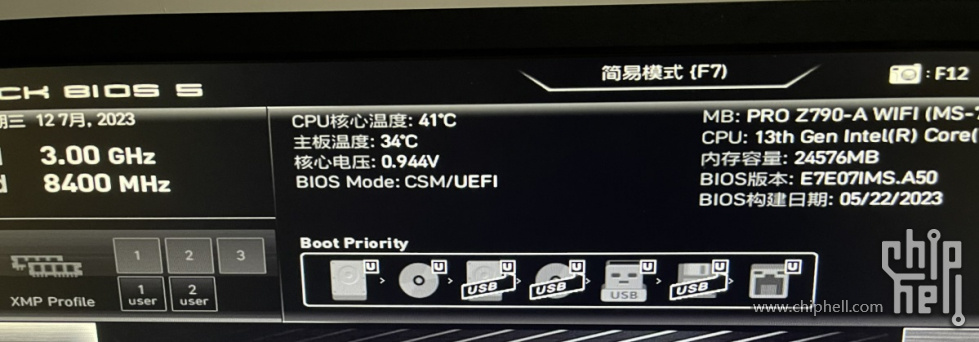 简易模式 (F7)
: F12
CK BIOS 5
三 12 7月, 2023
3.00 GHz
d 8400 MHz
CPU核心温度: 41°C
主板温度: 34°C
核心电压: 0.944V
BIOS Mode: CSM/UEFI
MB: PRO Z790-A WIFI (MS-
CPU: 13th Gen Intel(R) Core(
内存容量: 24576MB
BIOS版本: E7E07IMS.A50
BIOS构建日期: 05/22/2023
XMP Profile
1 2 3
1 user
2 user
Boot Priority
U U U U U U U
USB USB USB USB
chip hell
www.chiphell.com